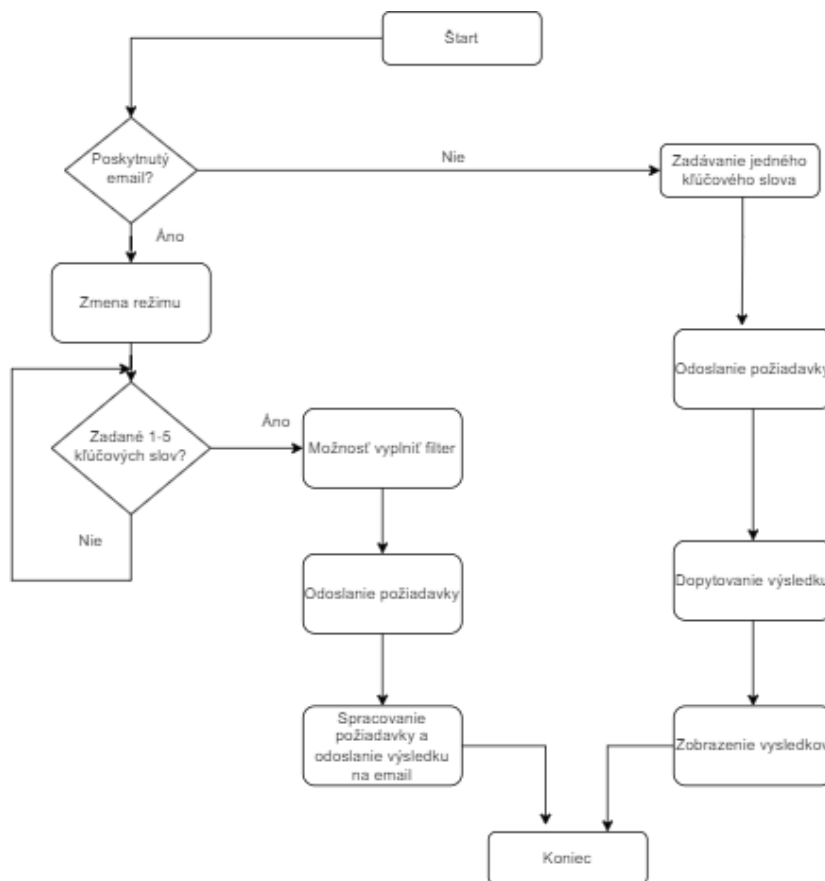 Štart
Poskytnutý
email?
Nie
Zadávanie jedného
kľúčového slova
Áno
Zmena režimu
Odoslanie požiadavky
Zadané 1-5
kľúčových slov?
Áno
Možnosť vyplniť filter
Nie
Odoslanie požiadavky
Dopytovanie výsledku
Spracovanie
požiadavky a
odoslanie výsledku
na email
Zobrazenie vysledkov
Koniec